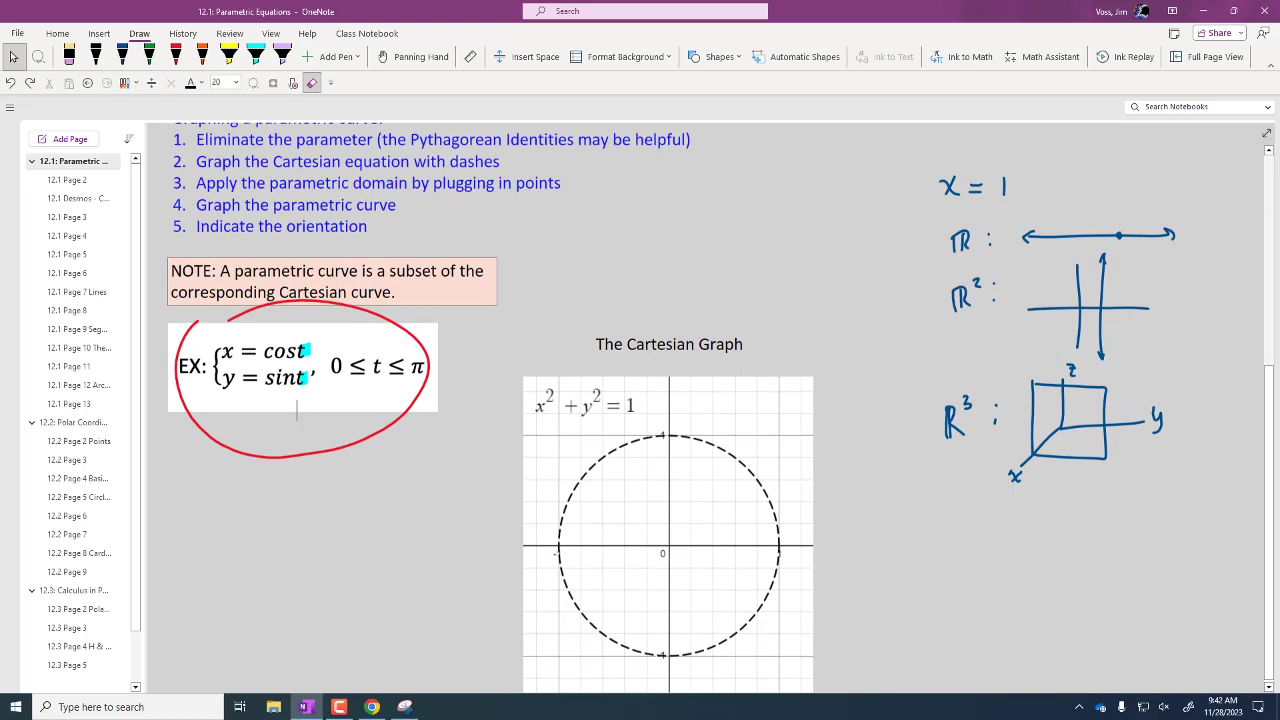 12.1: Parametric Equations - OneNote
Search
Voss, Jim
File
Home
Insert
Draw
History
Review
View
Help
Class Notebook
Share
Panning Hand
Insert Space
Format Background
Shapes
Automatic Shapes
Ink to Text
Ink to Math
Math Assistant
Replay
Full Page View
20
Search Notebooks
Add Page
12.1: Parametric ...
12.1 Page 2
12.1 Desmos - C...
12.1 Page 3
12.1 Page 4
12.1 Page 5
12.1 Page 6
12.1 Page 7 Lines
12.1 Page 8
12.1 Page 9 Seg...
12.1 Page 10 The...
12.1 Page 11
12.1 Page 12 Arc...
12.1 Page 13
12.2: Polar Coordi...
12.2 Page 2 Points
12.2 Page 3
12.2 Page 4 Basi...
12.2 Page 5 Circl...
12.2 Page 6
12.2 Page 7
12.2 Page 8 Card...
12.2 Page 9
12.3: Calculus in P...
12.3 Page 2 Pola...
12.3 Page 3
12.3 Page 4 H & ...
12.3 Page 5
Graphing a parametric curve:
1. Eliminate the parameter (the Pythagorean Identities may be helpful)
2. Graph the Cartesian equation with dashes
3. Apply the parametric domain by plugging in points
4. Graph the parametric curve
5. Indicate the orientation
NOTE: A parametric curve is a subset of the
corresponding Cartesian curve.
EX: { x = cost
y = sint , 0 ≤ t ≤ π
The Cartesian Graph
x² + y² = 1
1
0
-1
x = 1
ℝ :
ℝ² :
ℝ³ :
z
y
x
Type here to search
9:42 AM
11/28/2023